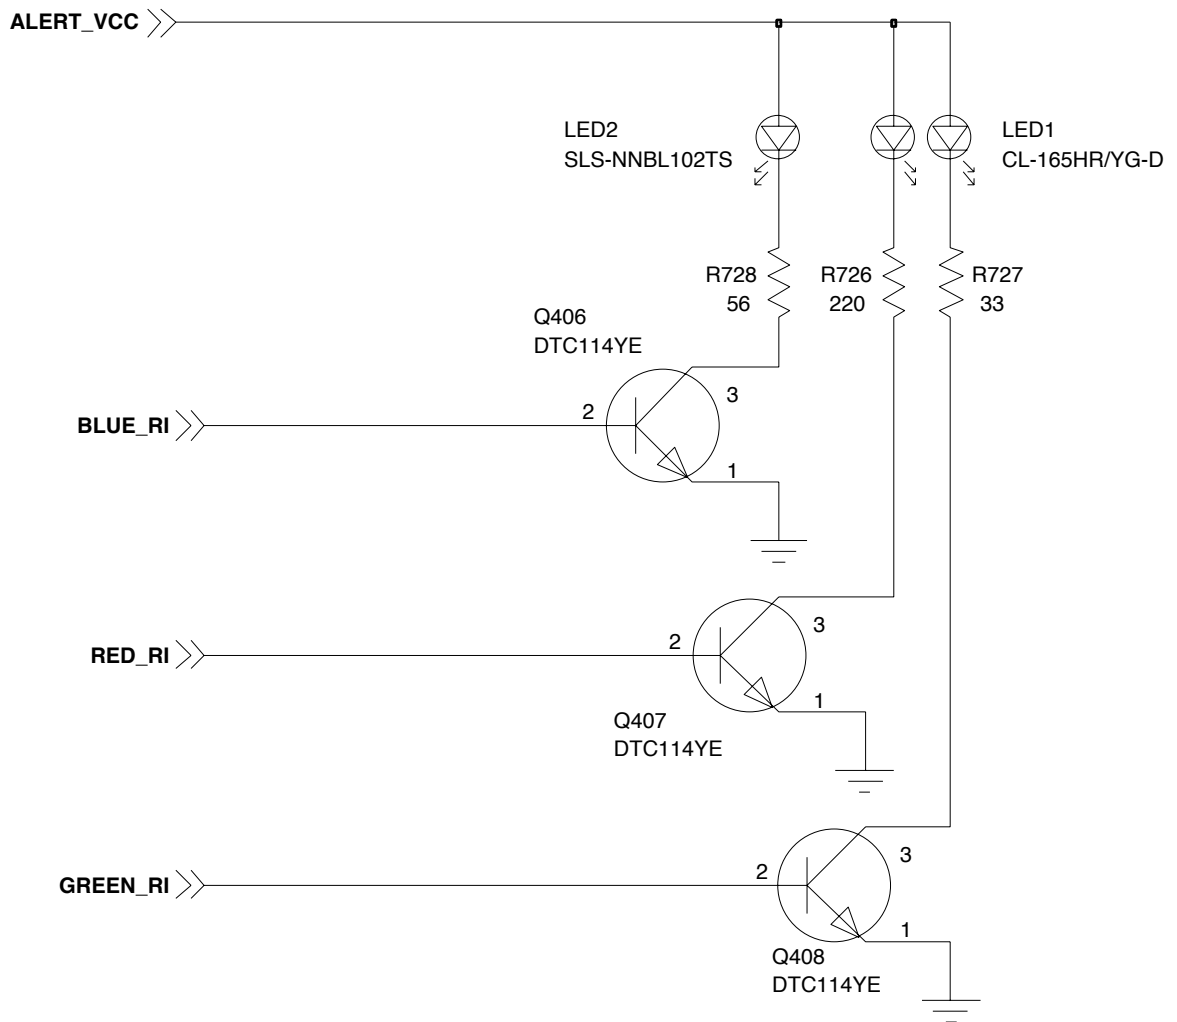 ALERT_VCC
LED2
SLS-NNBL102TS
LED1
CL-165HR/YG-D
R728
56
R726
220
R727
33
Q406
DTC114YE
3
BLUE_RI
2
1
3
RED_RI
2
1
Q407
DTC114YE
3
GREEN_RI
2
1
Q408
DTC114YE